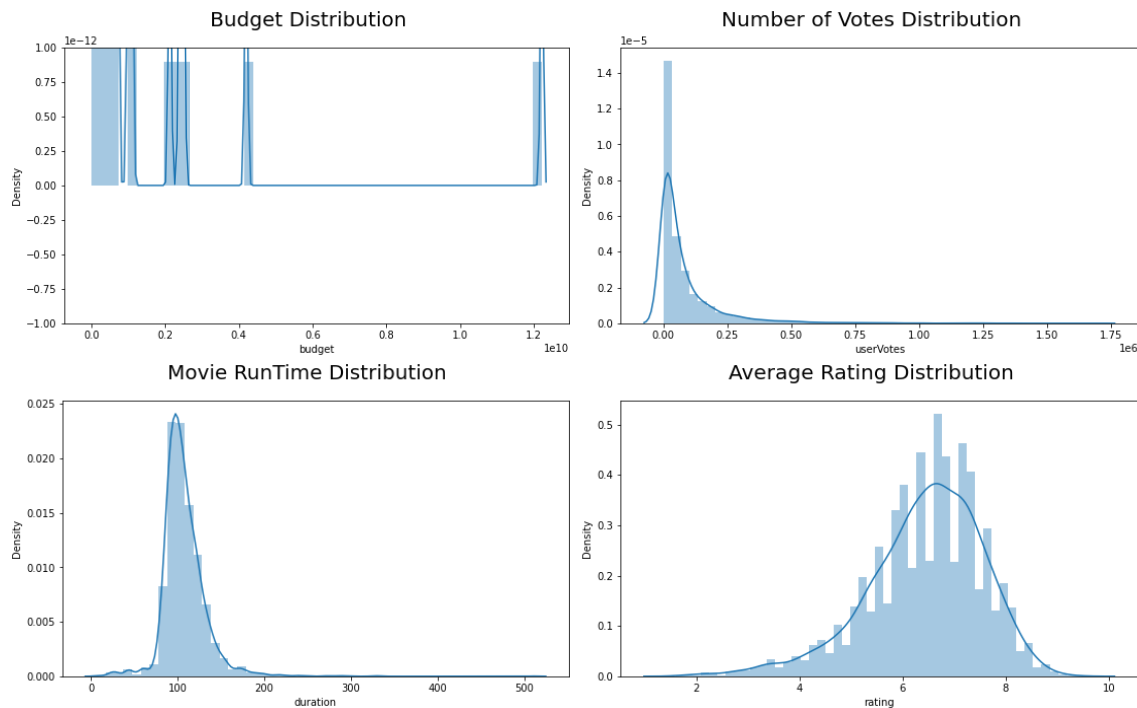 Budget Distribution
1e−12
1.00
0.75
0.50
0.25
0.00
−0.25
−0.50
−0.75
−1.00
Density
0.0 0.2 0.4 0.6 0.8 1.0 1.2
budget
1e10
Number of Votes Distribution
1e−5
1.4
1.2
1.0
0.8
0.6
0.4
0.2
0.0
Density
0.00 0.25 0.50 0.75 1.00 1.25 1.50 1.75
userVotes
1e6
Movie RunTime Distribution
0.025
0.020
0.015
0.010
0.005
0.000
Density
0 100 200 300 400 500
duration
Average Rating Distribution
0.5
0.4
0.3
0.2
0.1
0.0
Density
2 4 6 8 10
rating